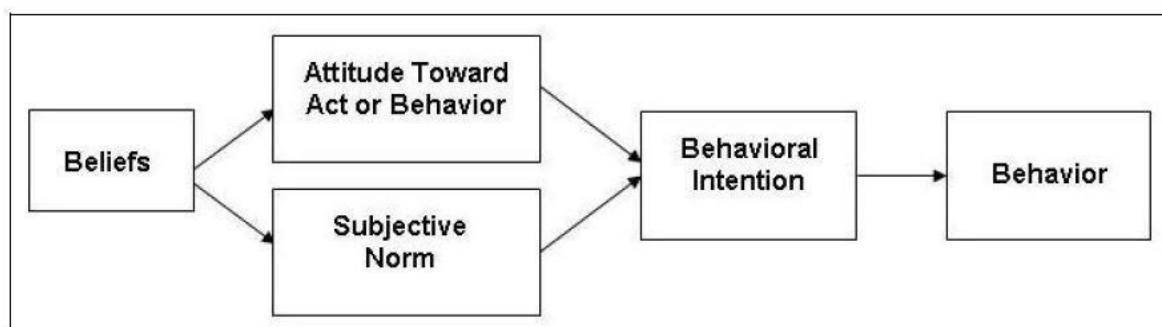 Beliefs
Attitude Toward
Act or Behavior
Subjective
Norm
Behavioral
Intention
Behavior